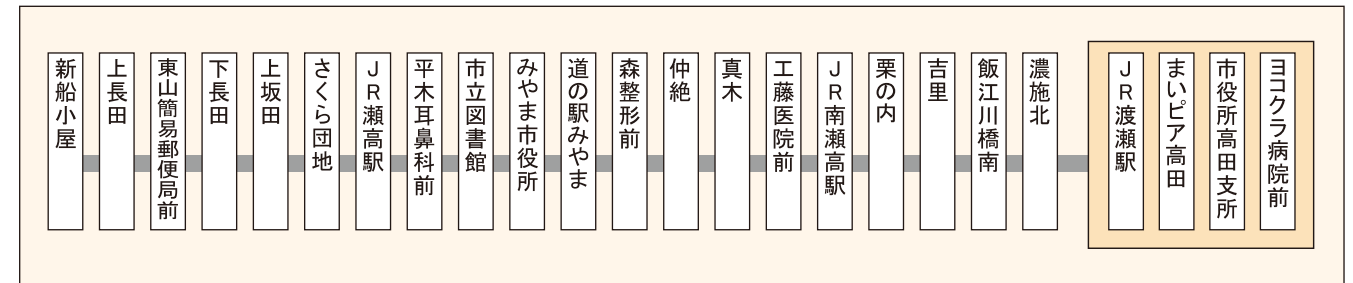 新船小屋
上長田
東山簡易郵便局前
下長田
上坂田
さくら団地
JR瀬高駅
平木耳鼻科前
市立図書館
みやま市役所
道の駅みやま
森整形前
仲絶
真木
工藤医院前
JR南瀬高駅
栗の内
吉里
飯江川橋南
濃施北
JR渡瀬駅
まいピア高田
市役所高田支所
ヨコクラ病院前